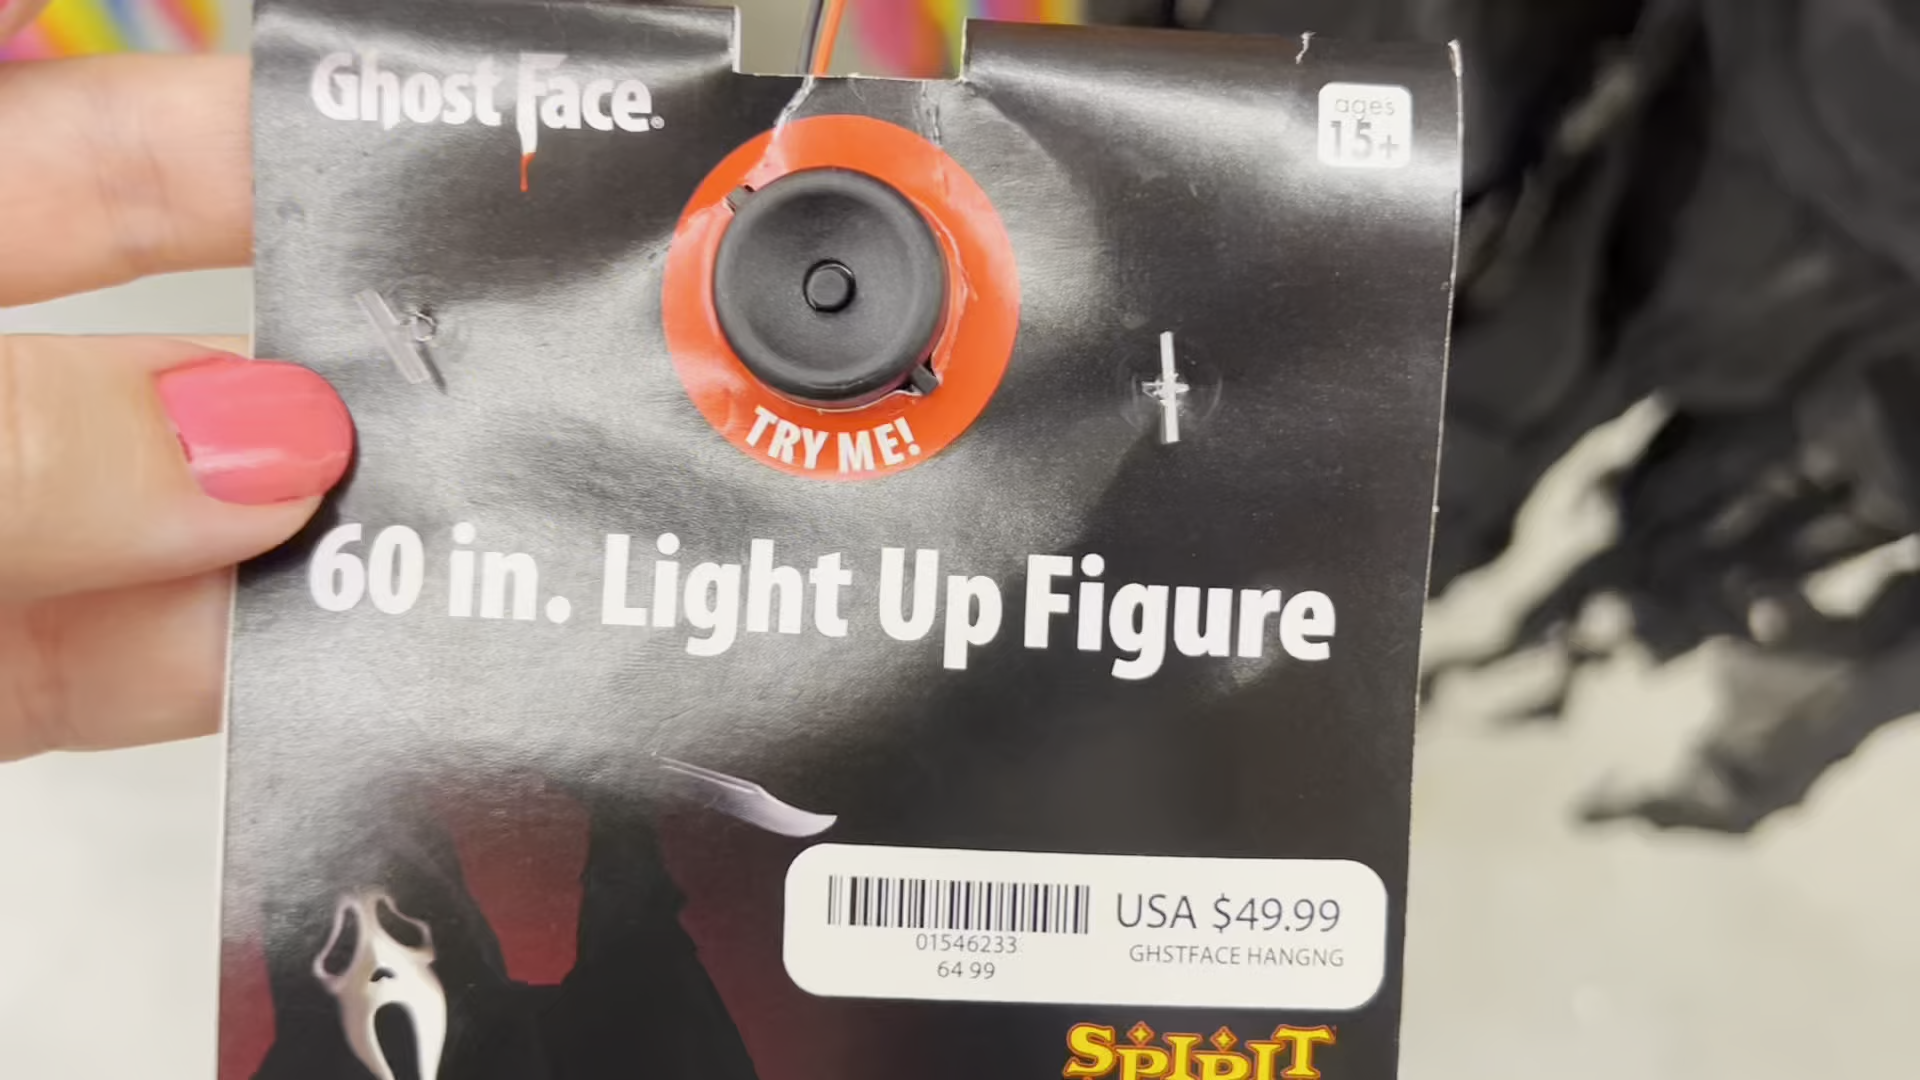 Ghost Face®
ages
15+
TRY ME!
60 in. Light Up Figure
USA $49.99
01546233
GHSTFACE HANGNG
64 99
SPIRIT